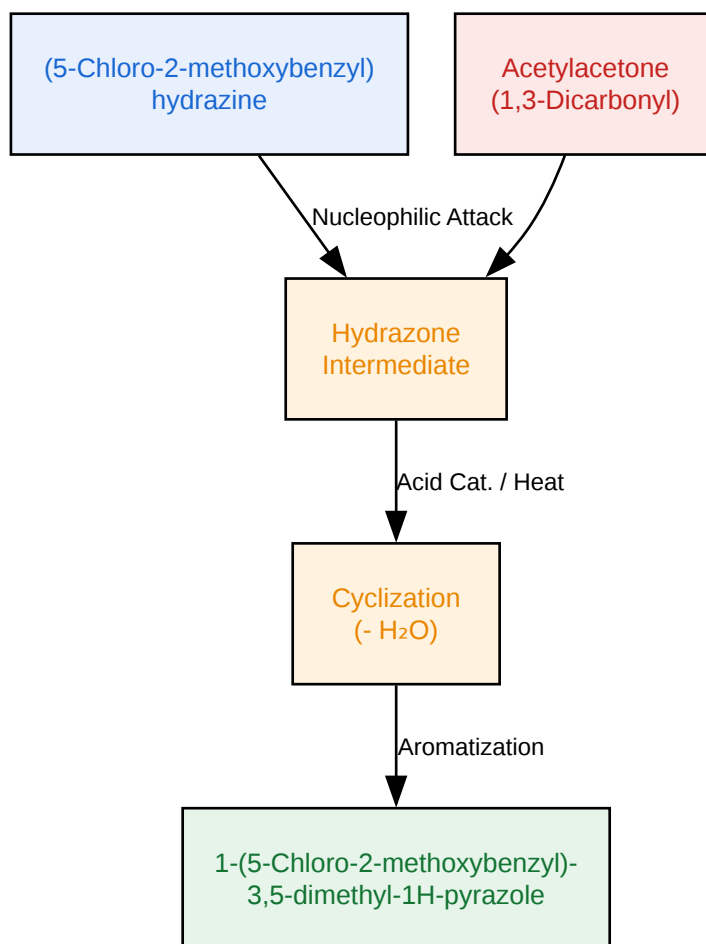 (5-Chloro-2-methoxybenzyl)
hydrazine
Acetylacetone
(1,3-Dicarbonyl)
Nucleophilic Attack
Hydrazone
Intermediate
Acid Cat. / Heat
Cyclization
(- H₂O)
Aromatization
1-(5-Chloro-2-methoxybenzyl)-
3,5-dimethyl-1H-pyrazole